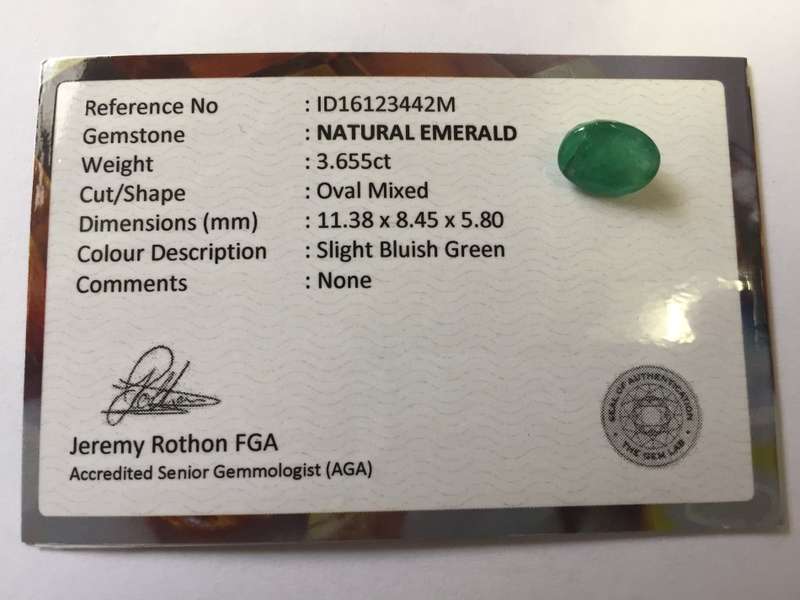 Reference No : ID16123442M
Gemstone : NATURAL EMERALD
Weight : 3.655ct
Cut/Shape : Oval Mixed
Dimensions (mm) : 11.38 x 8.45 x 5.80
Colour Description : Slight Bluish Green
Comments : None
Jeremy Rothon FGA
Accredited Senior Gemmologist (AGA)
SEAL OF AUTHENTICATION
THE GEM LAB